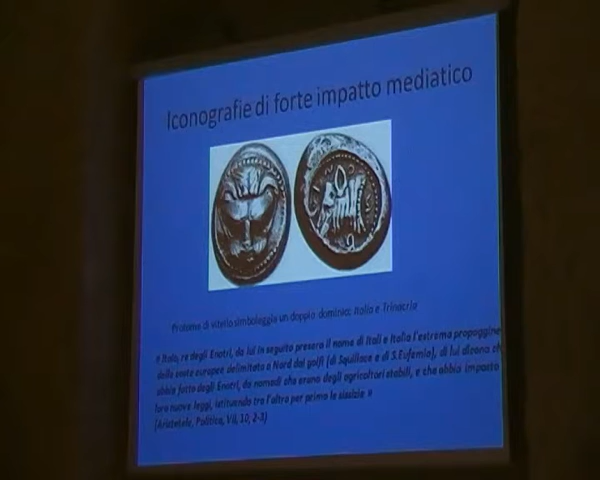 Iconografie di forte impatto mediatico
Protome di vitello simboleggia un doppio dominio: Italia e Trinacria
« Italo, re degli Enotri, da lui in seguito presero il nome di Itali e Italia l'estrema propaggine
delle coste europee delimitata a Nord dai golfi (di Squillace e di S.Eufemia), di lui dicono ch
abbia fatto degli Enotri, da nomadi che erano degli agricoltori stabili, e che abbia imposto
loro nuove leggi, istituendo tra l'altro per primo le sissizie »
(Aristotele, Politica, VII, 10, 2-3)